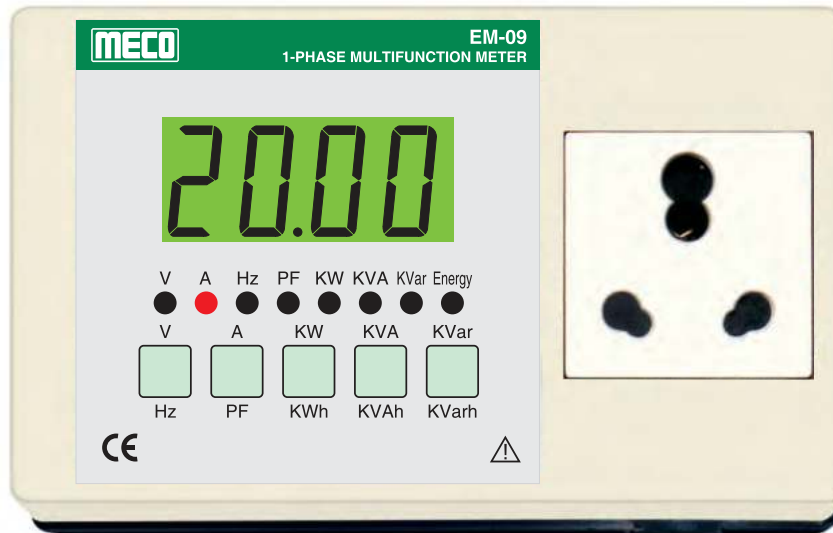 MECO
EM-09
1-PHASE MULTIFUNCTION METER
20.00
V A Hz PF KW KVA KVar Energy
V A KW KVA KVar
Hz PF KWh KVAh KVarh
CE